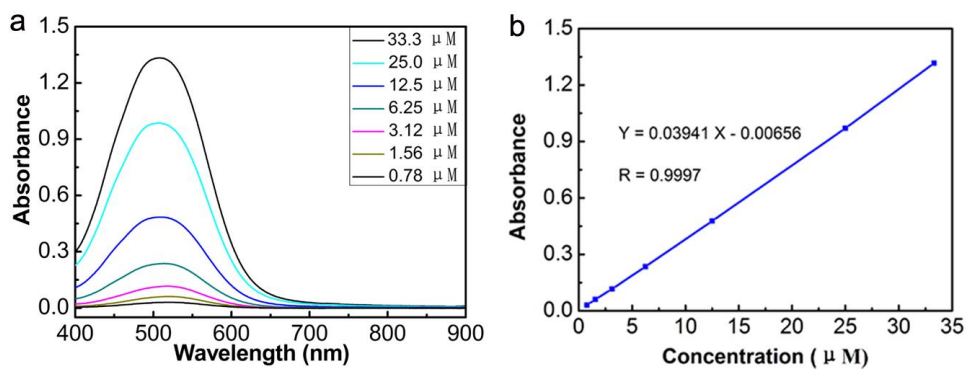 a
1.5
1.2
0.9
0.6
0.3
0.0
Absorbance
400 500 600 700 800 900
Wavelength (nm)
33.3 μM
25.0 μM
12.5 μM
6.25 μM
3.12 μM
1.56 μM
0.78 μM
b
1.5
1.2
0.9
0.6
0.3
0.0
Absorbance
Y = 0.03941 X - 0.00656
R = 0.9997
0 5 10 15 20 25 30 35
Concentration ( μM)